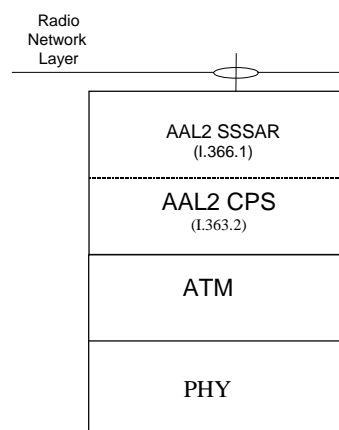 Radio
Network
Layer
AAL2 SSSAR
(I.366.1)
AAL2 CPS
(I.363.2)
ATM
PHY